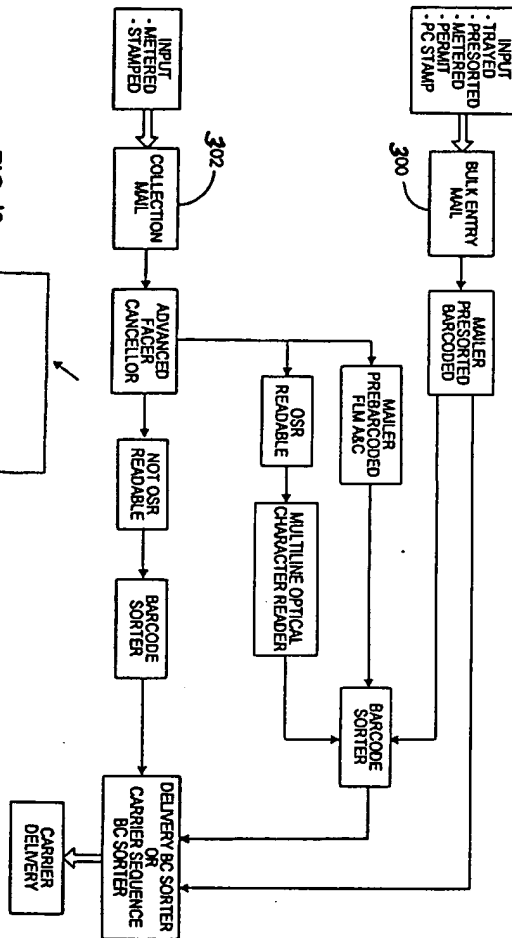 INPUT
· TRAYED
· PRESORTED
· METERED
· PERMIT
· PC STAMP
BULK ENTRY
MAIL
300
MAILER
PRESORTED
BARCODED
MAILER
PREBARCODED
FLM A&C
BARCODE
SORTER
OSR
READABLE
MULTILINE OPTICAL
CHARACTER READER
302
INPUT
· METERED
· STAMPED
COLLECTION
MAIL
ADVANCED
FACER
CANCELLOR
NOT OSR
READABLE
BARCODE
SORTER
DELIVERY BC SORTER
OR
CARRIER SEQUENCE
BC SORTER
CARRIER
DELIVERY